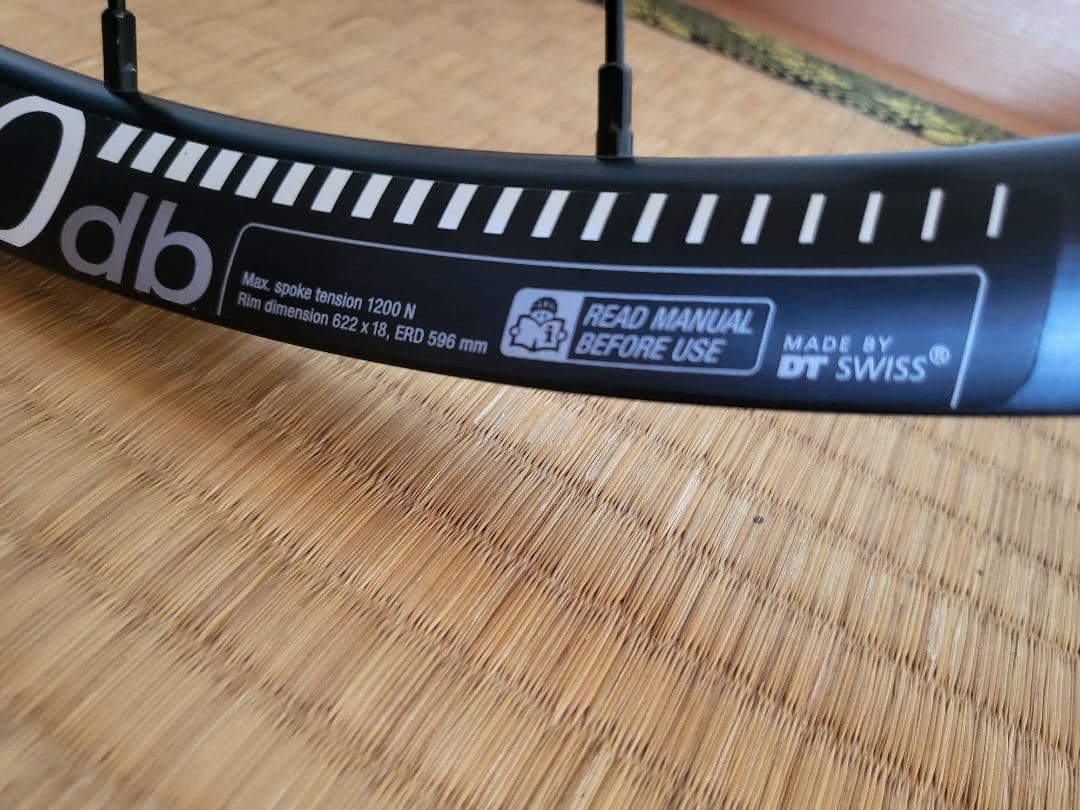 0db
Max. spoke tension 1200 N
Rim dimension 622 x 18, ERD 596 mm
READ MANUAL
BEFORE USE
MADE BY
DT SWISS®